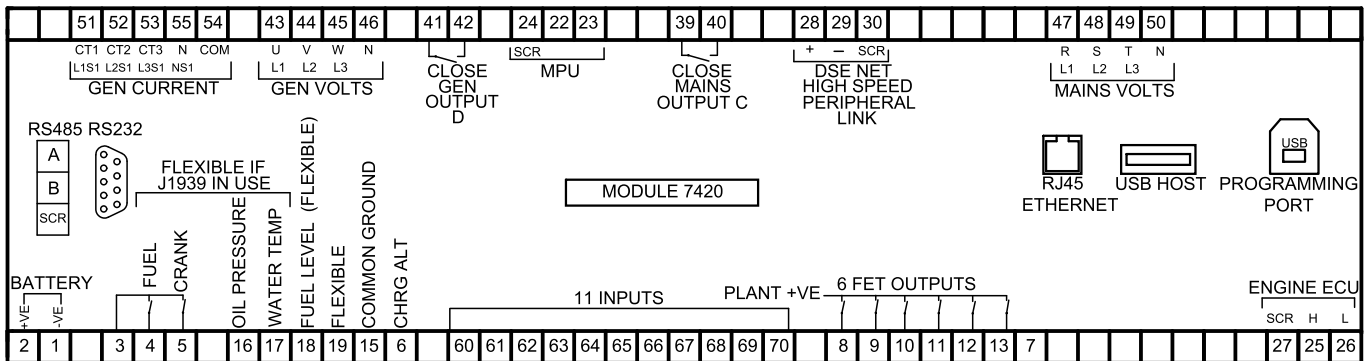 51 52 53 55 54 43 44 45 46 41 42 24 22 23 39 40 28 29 30 47 48 49 50
CT1 CT2 CT3 N COM U V W N SCR + – SCR R S T N
L1S1 L2S1 L3S1 NS1 L1 L2 L3 L1 L2 L3
GEN CURRENT
GEN VOLTS
CLOSE
GEN
OUTPUT
D
MPU
CLOSE
MAINS
OUTPUT C
DSE NET
HIGH SPEED
PERIPHERAL
LINK
MAINS VOLTS
RS485 RS232
A
B
SCR
FLEXIBLE IF
J1939 IN USE
MODULE 7420
RJ45
ETHERNET
USB HOST
USB
PROGRAMMING
PORT
BATTERY
+VE
-VE
FUEL
CRANK
OIL PRESSURE
WATER TEMP
FUEL LEVEL (FLEXIBLE)
FLEXIBLE
COMMON GROUND
CHRG ALT
11 INPUTS
PLANT +VE
6 FET OUTPUTS
ENGINE ECU
SCR H L
2 1 3 4 5 16 17 18 19 15 6 60 61 62 63 64 65 66 67 68 69 70 8 9 10 11 12 13 7 27 25 26